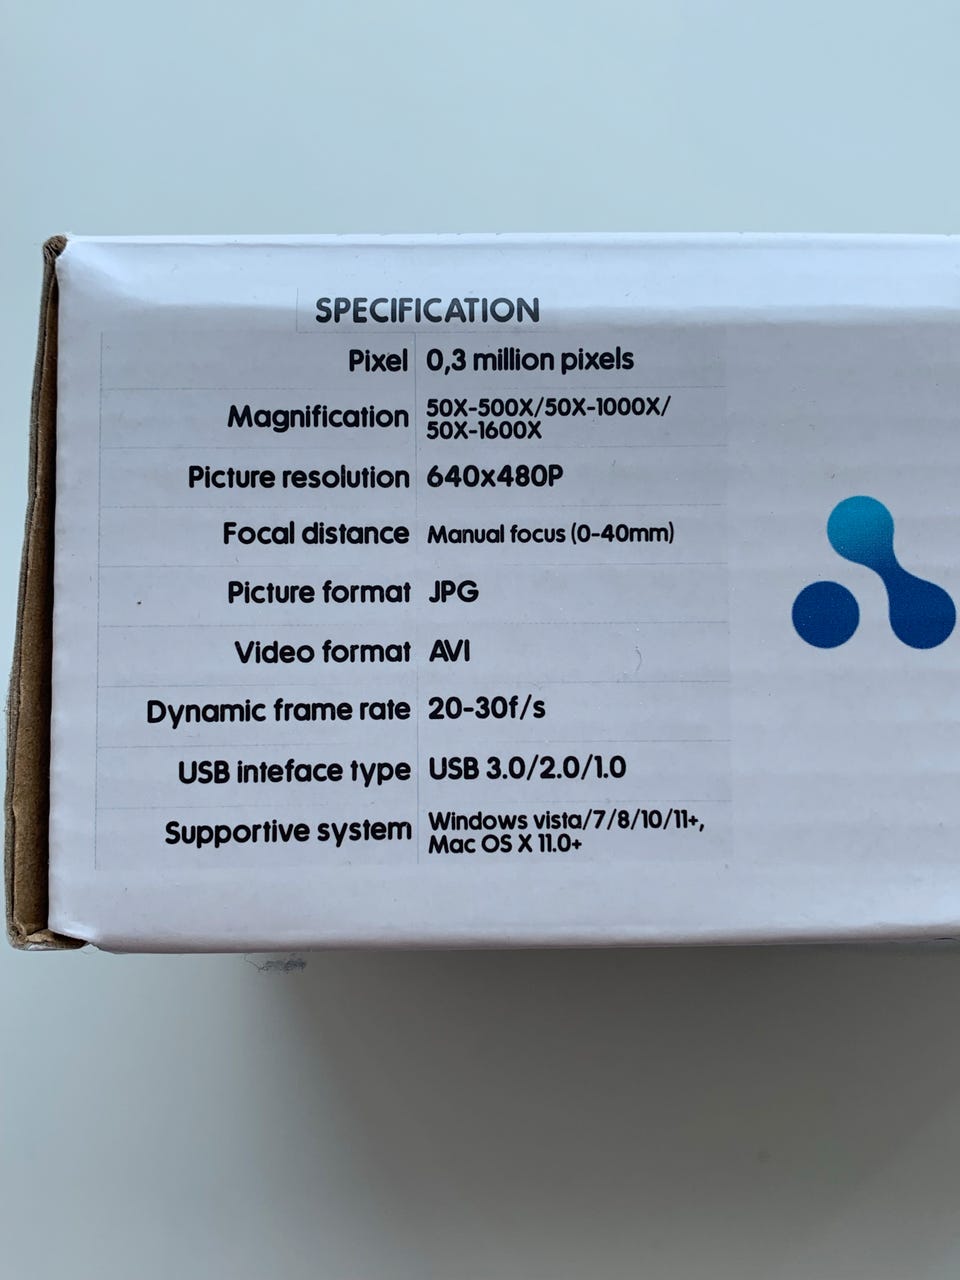 SPECIFICATION
Pixel 0,3 million pixels
Magnification 50X-500X/50X-1000X/
50X-1600X
Picture resolution 640x480P
Focal distance Manual focus (0-40mm)
Picture format JPG
Video format AVI
Dynamic frame rate 20-30f/s
USB inteface type USB 3.0/2.0/1.0
Supportive system Windows vista/7/8/10/11+,
Mac OS X 11.0+